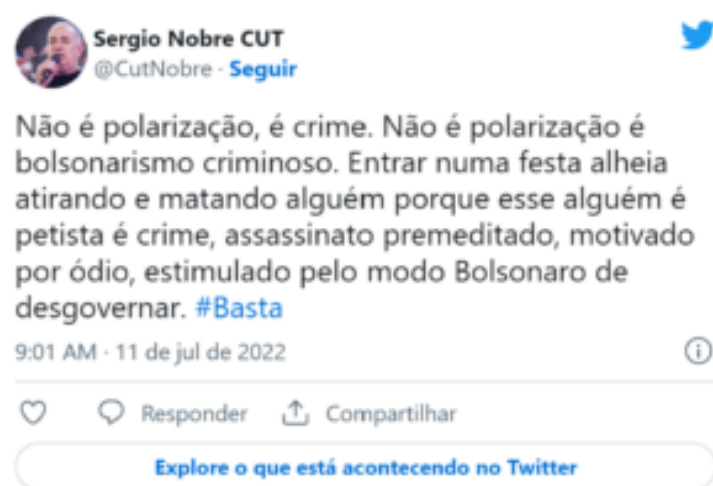 Sergio Nobre CUT
@CutNobre · Seguir
Não é polarização, é crime. Não é polarização é
bolsonarismo criminoso. Entrar numa festa alheia
atirando e matando alguém porque esse alguém é
petista é crime, assassinato premeditado, motivado
por ódio, estimulado pelo modo Bolsonaro de
desgovernar. #Basta
9:01 AM · 11 de jul de 2022
Responder Compartilhar
Explore o que está acontecendo no Twitter